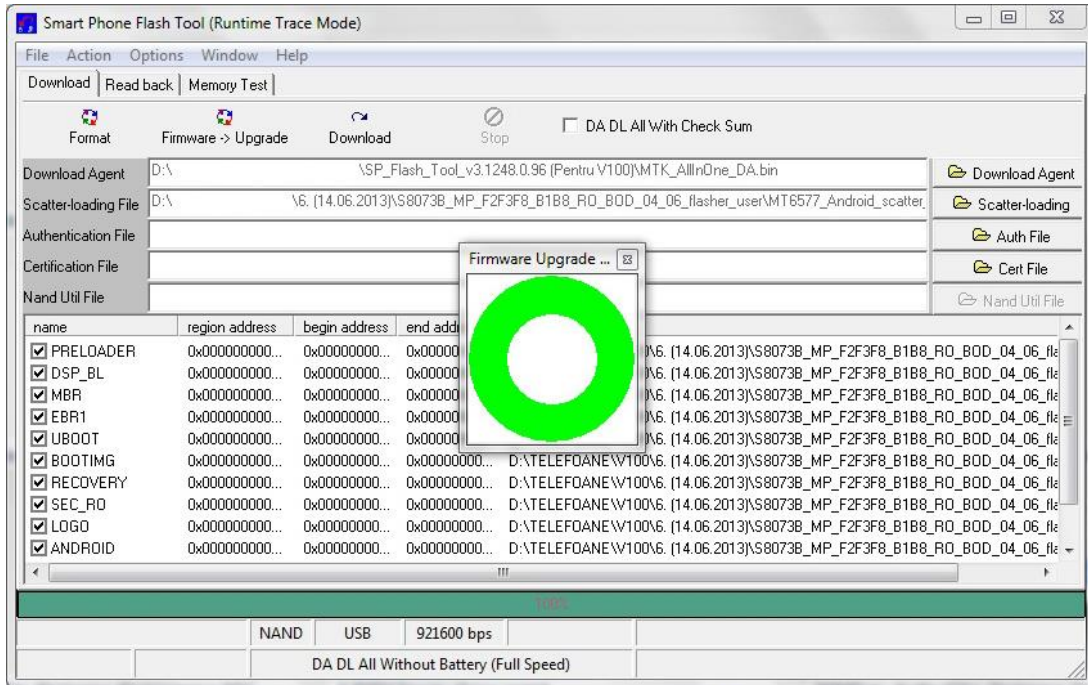 Smart Phone Flash Tool (Runtime Trace Mode)
File Action Options Window Help
Download Read back Memory Test
Format Firmware -> Upgrade Download Stop DA DL All With Check Sum
Download Agent D:\ \SP_Flash_Tool_v3.1248.0.96 (Pentru V100)\MTK_AllInOne_DA.bin Download Agent
Scatter-loading File D:\ \6. (14.06.2013)\S8073B_MP_F2F3F8_B1B8_RO_BOD_04_06_flasher_user\MT6577_Android_scatter_ Scatter-loading
Authentication File Auth File
Certification File Cert File
Nand Util File Nand Util File
Firmware Upgrade ...
name region address begin address end addr
PRELOADER 0x000000000... 0x00000000... 0x00000 \6. (14.06.2013)\S8073B_MP_F2F3F8_B1B8_RO_BOD_04_06_fla
DSP_BL 0x000000000... 0x00000000... 0x00000 \6. (14.06.2013)\S8073B_MP_F2F3F8_B1B8_RO_BOD_04_06_fla
MBR 0x000000000... 0x00000000... 0x00000 \6. (14.06.2013)\S8073B_MP_F2F3F8_B1B8_RO_BOD_04_06_fla
EBR1 0x000000000... 0x00000000... 0x00000 \6. (14.06.2013)\S8073B_MP_F2F3F8_B1B8_RO_BOD_04_06_fla
UBOOT 0x000000000... 0x00000000... 0x00000 \6. (14.06.2013)\S8073B_MP_F2F3F8_B1B8_RO_BOD_04_06_fla
BOOTIMG 0x000000000... 0x00000000... 0x00000000... D:\TELEFOANE\V100\6. (14.06.2013)\S8073B_MP_F2F3F8_B1B8_RO_BOD_04_06_fla
RECOVERY 0x000000000... 0x00000000... 0x00000000... D:\TELEFOANE\V100\6. (14.06.2013)\S8073B_MP_F2F3F8_B1B8_RO_BOD_04_06_fla
SEC_RO 0x000000000... 0x00000000... 0x00000000... D:\TELEFOANE\V100\6. (14.06.2013)\S8073B_MP_F2F3F8_B1B8_RO_BOD_04_06_fla
LOGO 0x000000000... 0x00000000... 0x00000000... D:\TELEFOANE\V100\6. (14.06.2013)\S8073B_MP_F2F3F8_B1B8_RO_BOD_04_06_fla
ANDROID 0x000000000... 0x00000000... 0x00000000... D:\TELEFOANE\V100\6. (14.06.2013)\S8073B_MP_F2F3F8_B1B8_RO_BOD_04_06_fla
100%
NAND USB 921600 bps
DA DL All Without Battery (Full Speed)